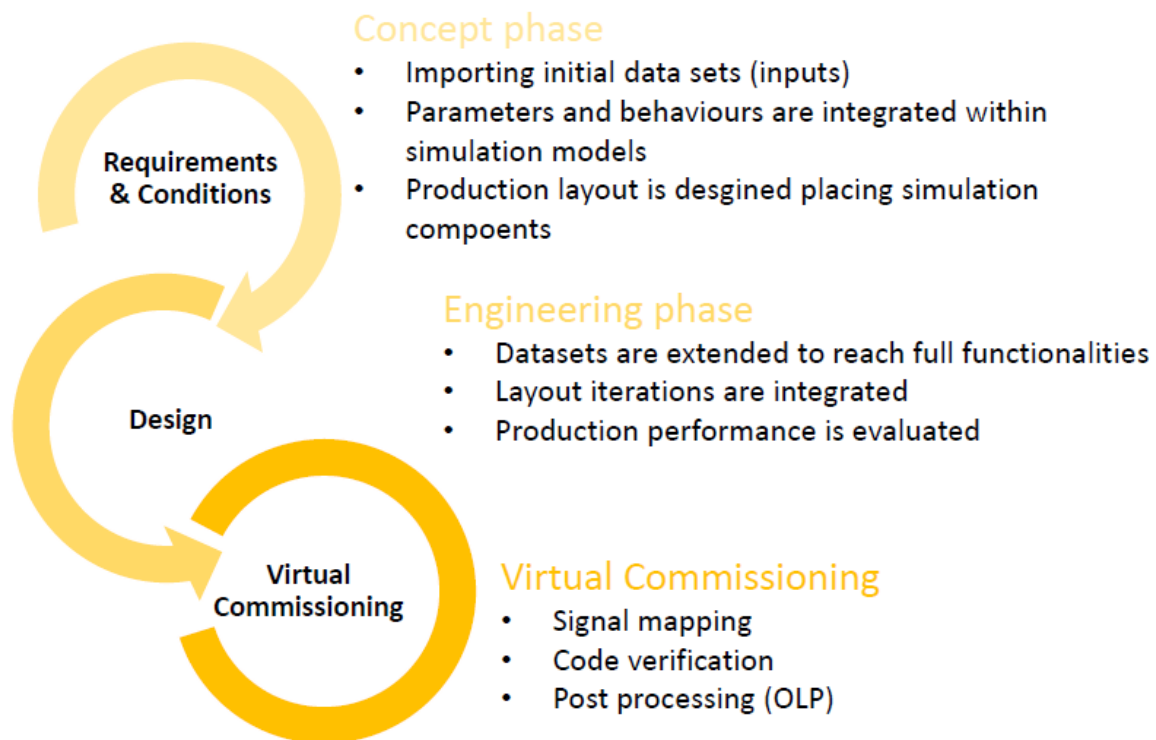 Concept phase
• Importing initial data sets (inputs)
• Parameters and behaviours are integrated within
simulation models
• Production layout is desgined placing simulation
compoents
Requirements
& Conditions
Engineering phase
• Datasets are extended to reach full functionalities
• Layout iterations are integrated
• Production performance is evaluated
Design
Virtual Commissioning
• Signal mapping
• Code verification
• Post processing (OLP)
Virtual
Commissioning